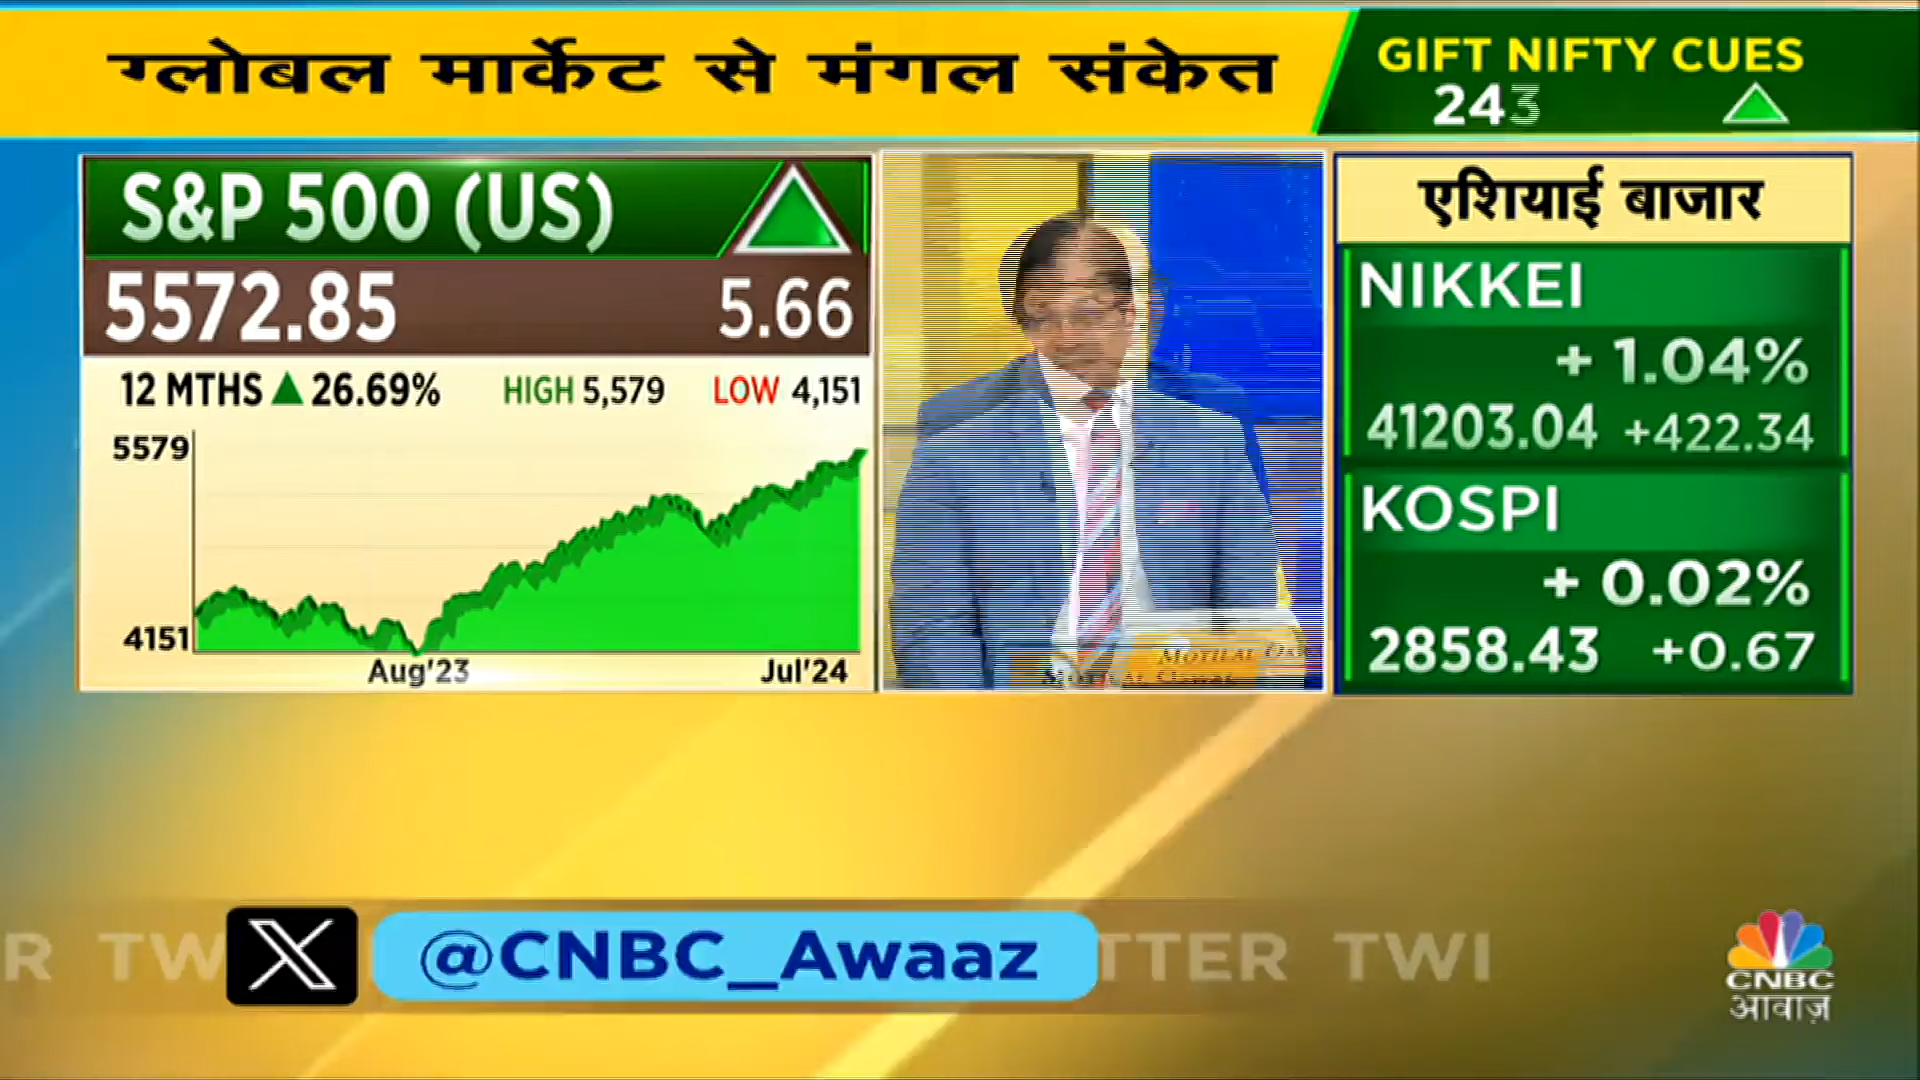 ग्लोबल मार्केट से मंगल संकेत
GIFT NIFTY CUES
243
S&P 500 (US)
5572.85 5.66
12 MTHS 26.69% HIGH 5,579 LOW 4,151
5579
4151
Aug'23 Jul'24
MOTILAL
एशियाई बाजार
NIKKEI
+ 1.04%
41203.04 +422.34
KOSPI
+ 0.02%
2858.43 +0.67
@CNBC_Awaaz
R TW TTER TWI
CNBC
आवाज़